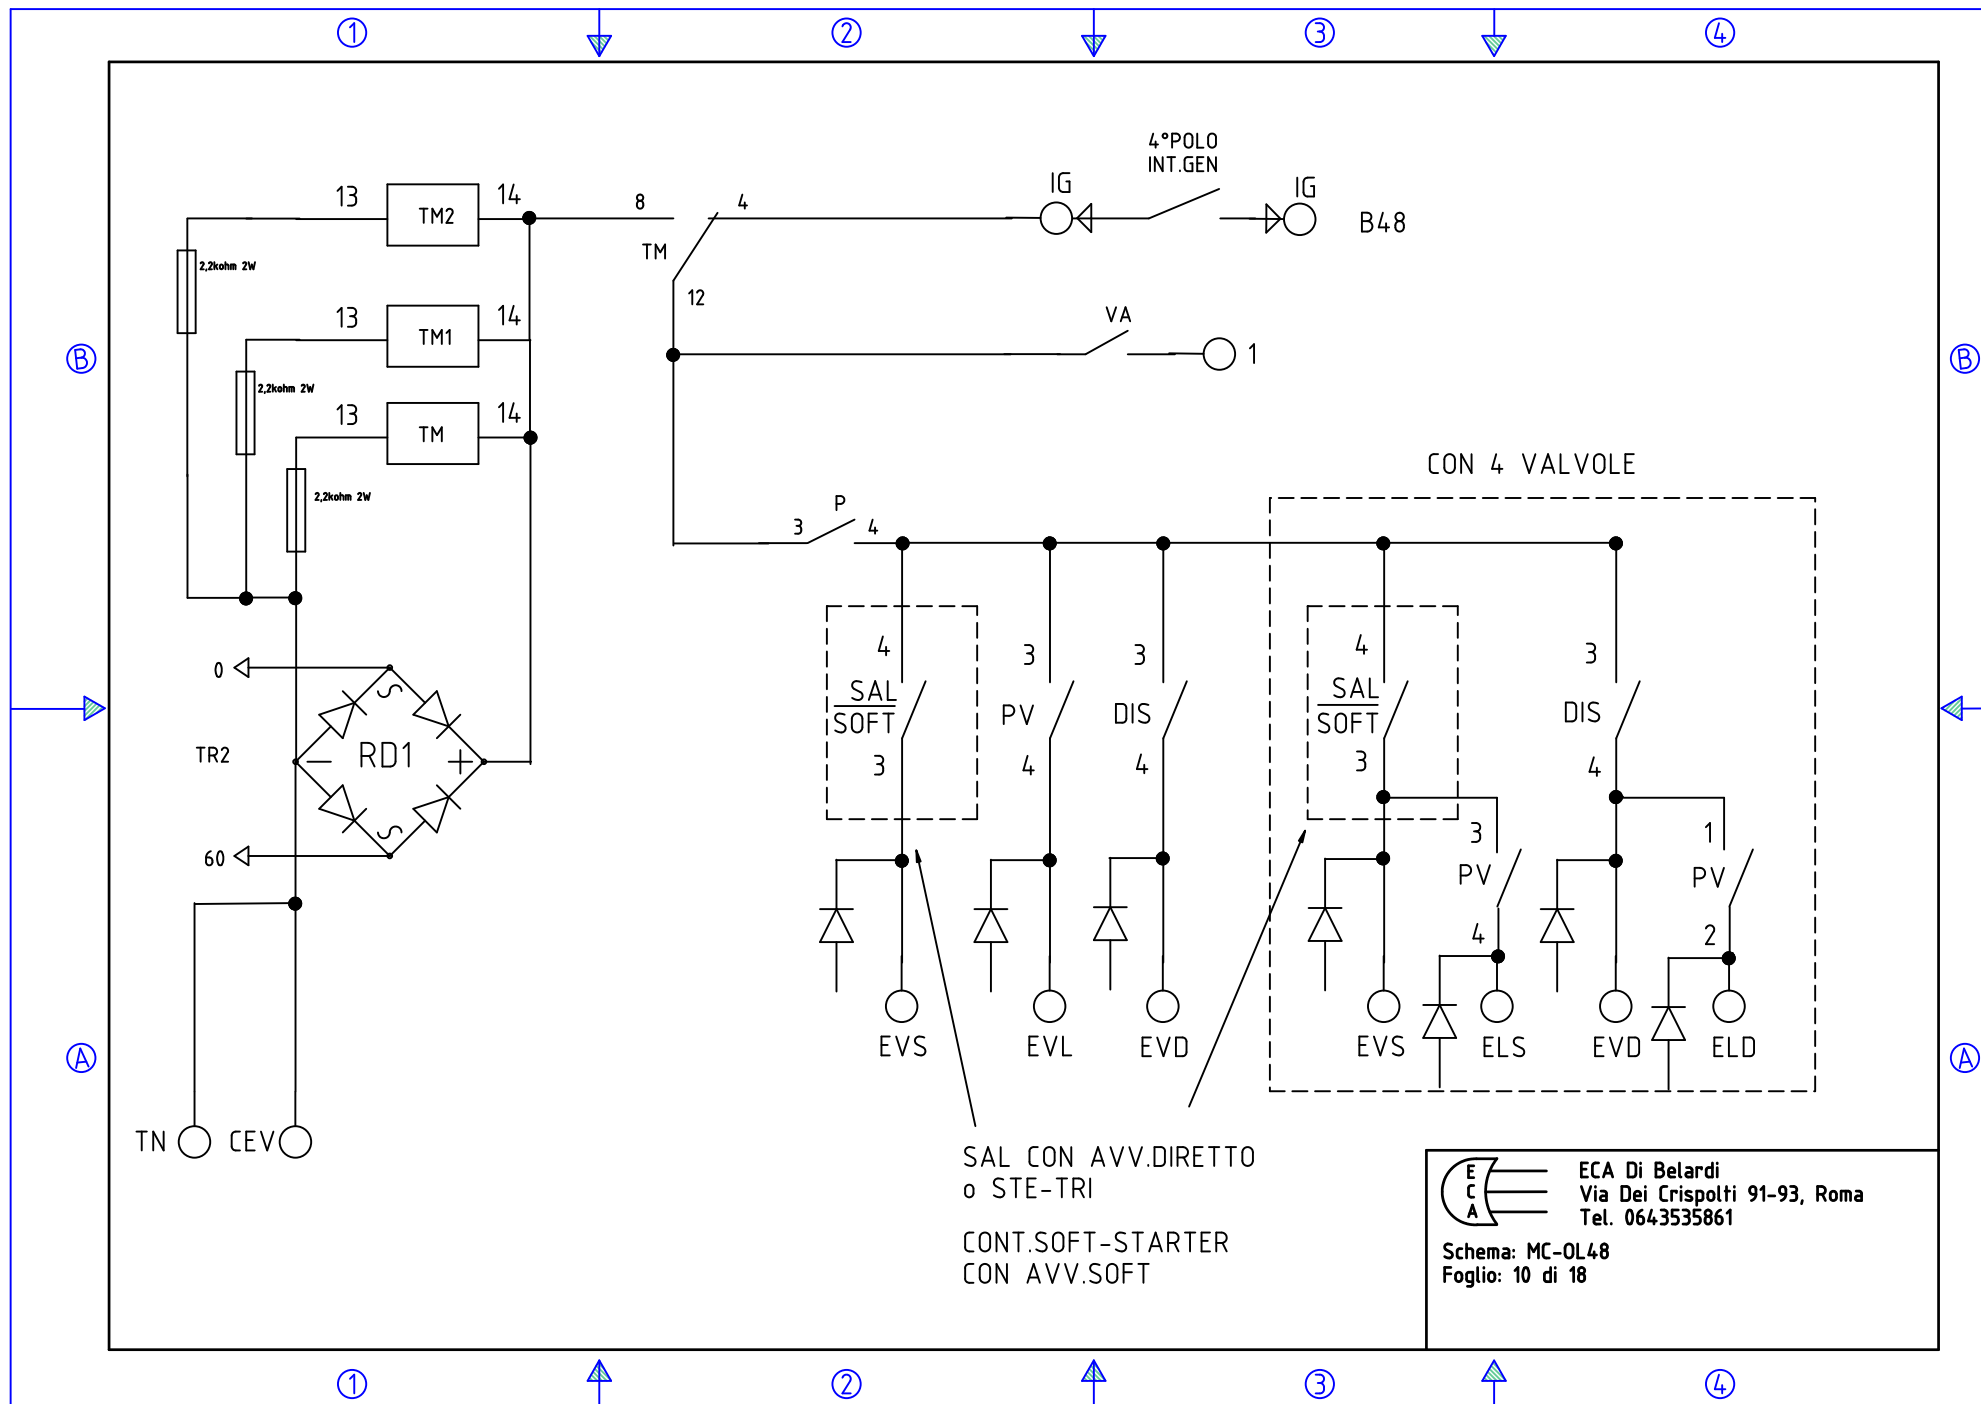 1
2
3
4
4°POLO
INT.GEN
13
TM2
14
8
4
IG
IG
B48
TM
2,2kohm 2W
12
13
TM1
14
VA
1
B
B
2,2kohm 2W
13
TM
14
CON 4 VALVOLE
2,2kohm 2W
P
3
4
4
3
3
4
3
0
S
SAL
SOFT
PV
DIS
SAL
SOFT
DIS
TR2
RD1
3
4
4
3
4
S
60
3
PV
1
PV
4
2
EVS
EVL
EVD
EVS
ELS
EVD
ELD
A
A
TN
CEV
SAL CON AVV.DIRETTO
o STE-TRI
CONT.SOFT-STARTER
CON AVV.SOFT
E
C
A
ECA Di Belardi
Via Dei Crispolti 91-93, Roma
Tel. 0643535861
Schema: MC-OL48
Foglio: 10 di 18
1
2
3
4